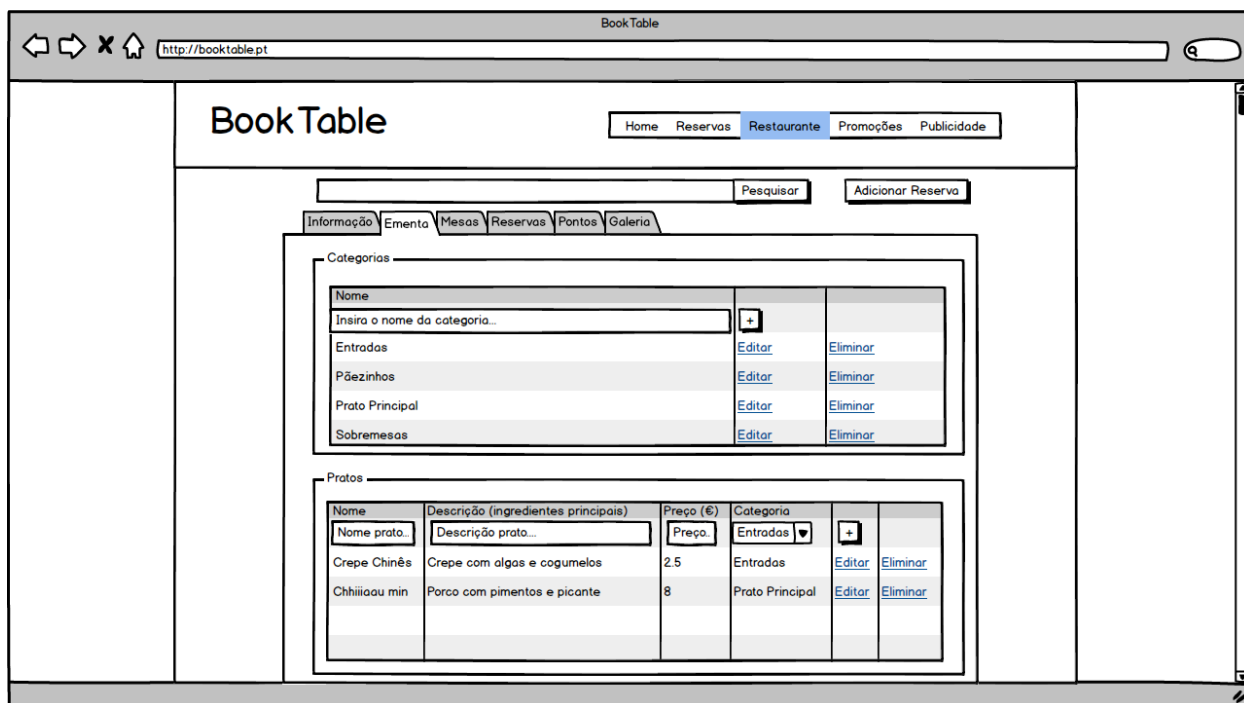 BookTable
http://booktable.pt
BookTable
Home Reservas Restaurante Promoções Publicidade
Pesquisar Adicionar Reserva
Informação Ementa Mesas Reservas Pontos Galeria
Categorias
Nome
Insira o nome da categoria... +
Entradas Editar Eliminar
Pãezinhos Editar Eliminar
Prato Principal Editar Eliminar
Sobremesas Editar Eliminar
Pratos
Nome Descrição (ingredientes principais) Preço (€) Categoria
Nome prato... Descrição prato.... Preço.. Entradas +
Crepe Chinês Crepe com algas e cogumelos 2.5 Entradas Editar Eliminar
Chhiiiaau min Porco com pimentos e picante 8 Prato Principal Editar Eliminar